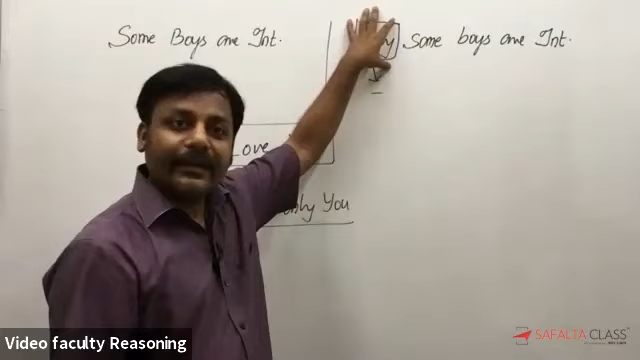 Some Boys are Int.
Some boys are Int.
Love
only You
Video faculty Reasoning
SAFALTA CLASS